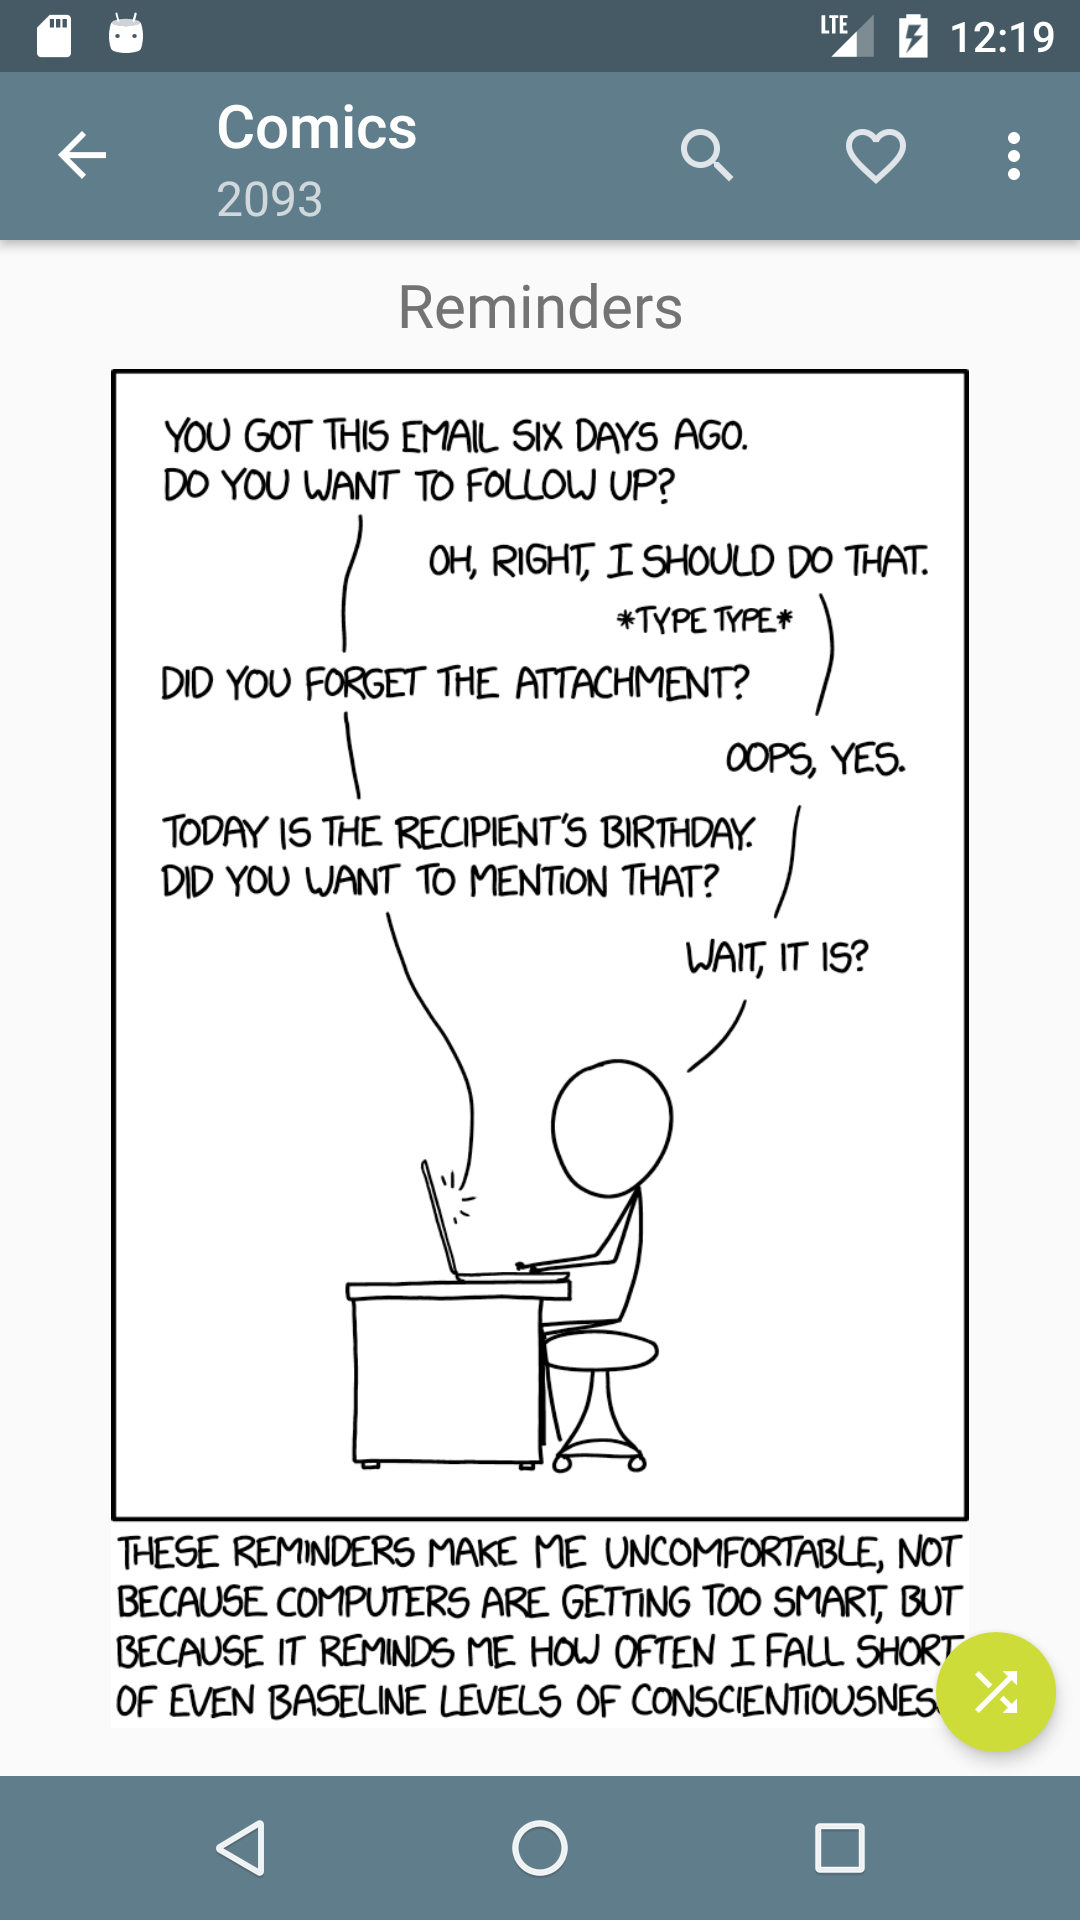 LTE 12:19
Comics
2093
Reminders
YOU GOT THIS EMAIL SIX DAYS AGO.
DO YOU WANT TO FOLLOW UP?
OH, RIGHT, I SHOULD DO THAT.
*TYPE TYPE*
DID YOU FORGET THE ATTACHMENT?
OOPS, YES.
TODAY IS THE RECIPIENT'S BIRTHDAY.
DID YOU WANT TO MENTION THAT?
WAIT, IT IS?
THESE REMINDERS MAKE ME UNCOMFORTABLE, NOT
BECAUSE COMPUTERS ARE GETTING TOO SMART, BUT
BECAUSE IT REMINDS ME HOW OFTEN I FALL SHORT
OF EVEN BASELINE LEVELS OF CONSCIENTIOUSNES